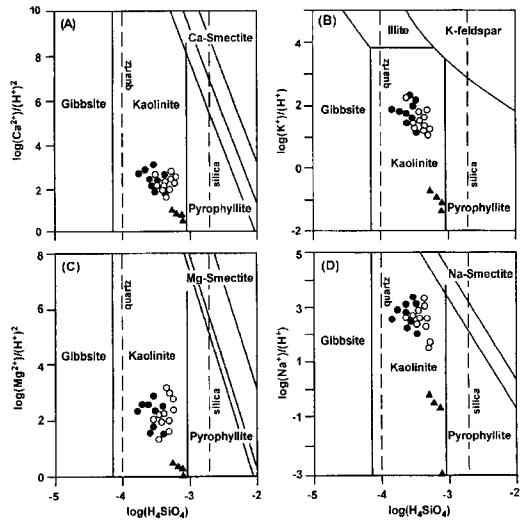 (A)
Ca-Smectite
quartz
Gibbsite
Kaolinite
silica
Pyrophyllite
log(Ca²⁺)/(H⁺)²
10
8
6
4
2
0
(B)
Illite
K-feldspar
quartz
Gibbsite
Kaolinite
silica
Pyrophyllite
log(K⁺)/(H⁺)
5
4
2
0
-2
(C)
Mg-Smectite
quartz
Gibbsite
Kaolinite
silica
Pyrophyllite
log(Mg²⁺)/(H⁺)²
8
6
4
2
0
-5 -4 -3 -2 -1
log(H₄SiO₄)
(D)
Na-Smectite
quartz
Gibbsite
Kaolinite
silica
Pyrophyllite
log(Na⁺)/(H⁺)
5
3
1
-1
-3
-5 -4 -3 -2
log(H₄SiO₄)